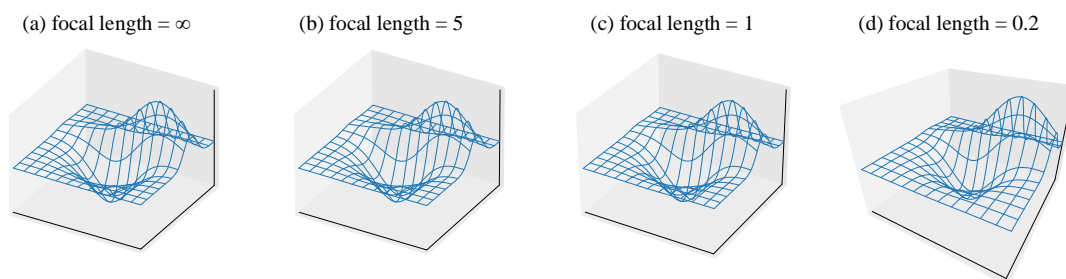 (a) focal length = ∞
(b) focal length = 5
(c) focal length = 1
(d) focal length = 0.2